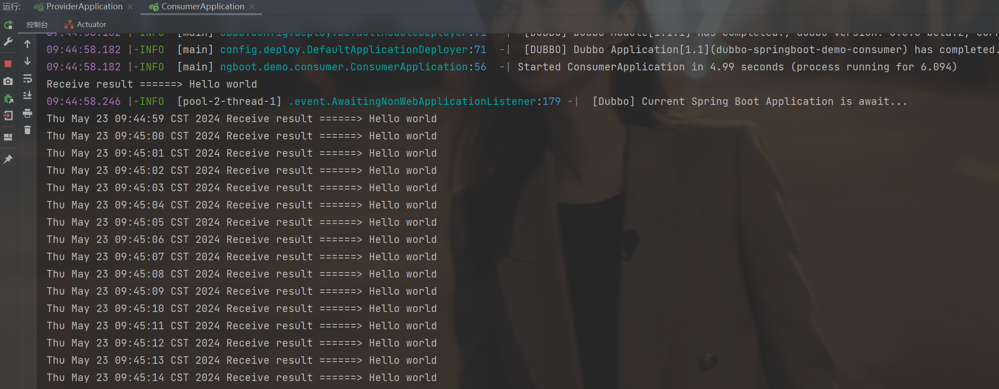 运行: ProviderApplication × ConsumerApplication ×
控制台 Actuator
09:44:58.182 |-INFO [main] config.deploy.DefaultApplicationDeployer:71 -| [DUBBO] Dubbo Application[1.1](dubbo-springboot-demo-consumer) has completed.
09:44:58.182 |-INFO [main] ngboot.demo.consumer.ConsumerApplication:56 -| Started ConsumerApplication in 4.99 seconds (process running for 6.094)
Receive result ======> Hello world
09:44:58.246 |-INFO [pool-2-thread-1] .event.AwaitingNonWebApplicationListener:179 -| [Dubbo] Current Spring Boot Application is await...
Thu May 23 09:44:59 CST 2024 Receive result ======> Hello world
Thu May 23 09:45:00 CST 2024 Receive result ======> Hello world
Thu May 23 09:45:01 CST 2024 Receive result ======> Hello world
Thu May 23 09:45:02 CST 2024 Receive result ======> Hello world
Thu May 23 09:45:03 CST 2024 Receive result ======> Hello world
Thu May 23 09:45:04 CST 2024 Receive result ======> Hello world
Thu May 23 09:45:05 CST 2024 Receive result ======> Hello world
Thu May 23 09:45:06 CST 2024 Receive result ======> Hello world
Thu May 23 09:45:07 CST 2024 Receive result ======> Hello world
Thu May 23 09:45:08 CST 2024 Receive result ======> Hello world
Thu May 23 09:45:09 CST 2024 Receive result ======> Hello world
Thu May 23 09:45:10 CST 2024 Receive result ======> Hello world
Thu May 23 09:45:11 CST 2024 Receive result ======> Hello world
Thu May 23 09:45:12 CST 2024 Receive result ======> Hello world
Thu May 23 09:45:13 CST 2024 Receive result ======> Hello world
Thu May 23 09:45:14 CST 2024 Receive result ======> Hello world